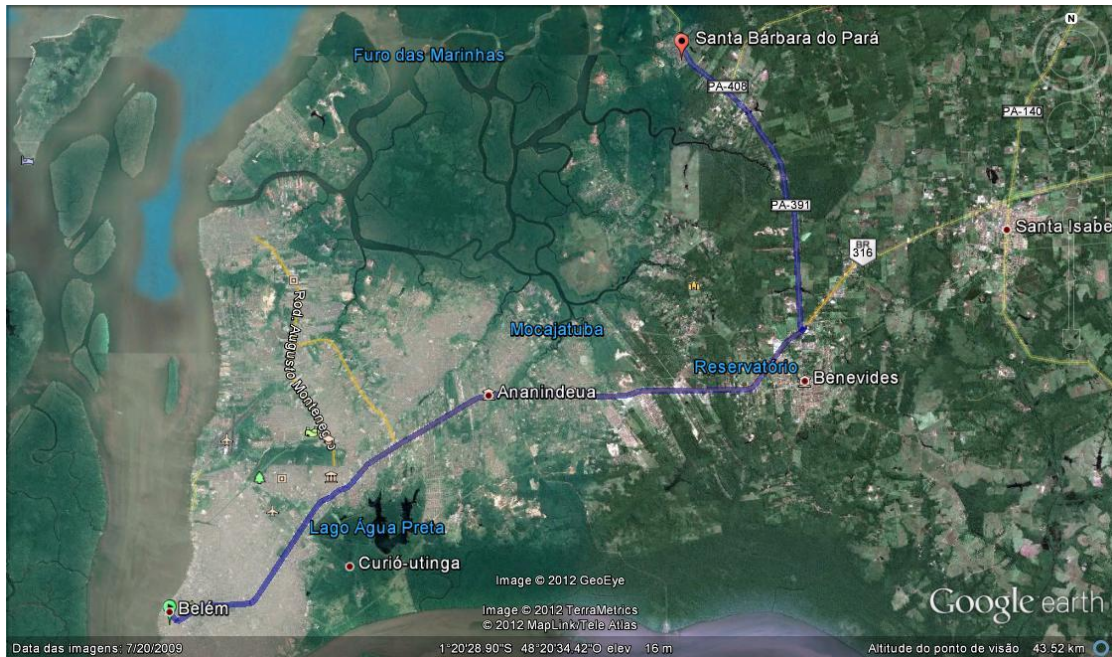 N
Santa Bárbara do Pará
Furo das Marinhas
PA-408
PA-140
PA-391
Santa Isabe
BR
316
Rod. Augusto Montenegro
Mocajatuba
Reservatório
Benevides
Ananindeua
Lago Água Preta
Curió-utinga
Image © 2012 GeoEye
Belém
Image © 2012 TerraMetrics
© 2012 MapLink/Tele Atlas
Google earth
Data das imagens: 7/20/2009 1°20'28.90"S 48°20'34.42"O elev 16 m Altitude do ponto de visão 43.52 km